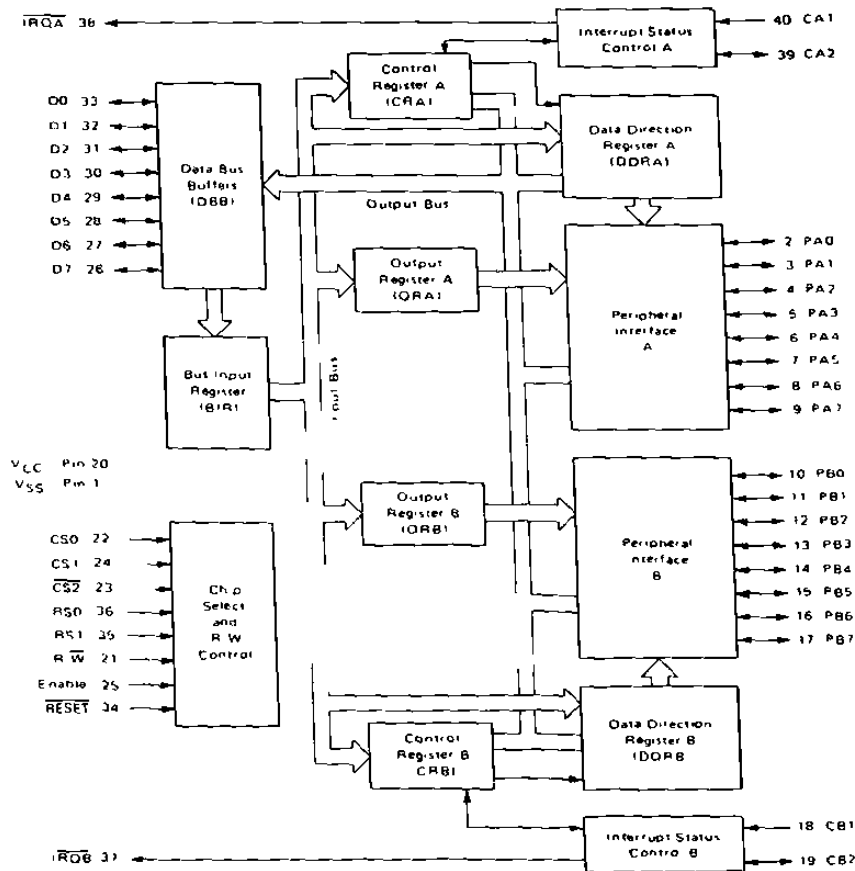 IRQA 38
40 CA1
Interrupt Status
Control A
39 CA2
Control
Register A
(CRA)
D0 33
D1 32
D2 31
D3 30
D4 29
D5 28
D6 27
D7 26
Data Bus
Buffers
(DBB)
Data Direction
Register A
(DDRA)
Output Bus
Output
Register A
(ORA)
2 PA0
3 PA1
4 PA2
5 PA3
6 PA4
7 PA5
8 PA6
9 PA7
Peripheral
Interface
A
Bus Input
Register
(BIR)
Input Bus
VCC Pin 20
VSS Pin 1
Output
Register B
(ORB)
10 PB0
11 PB1
12 PB2
13 PB3
14 PB4
15 PB5
16 PB6
17 PB7
Peripheral
Interface
B
CS0 22
CS1 24
CS2 23
RS0 36
RS1 35
R W 21
Enable 25
RESET 34
Chip
Select
and
R W
Control
Control
Register B
CRB)
Data Direction
Register B
(DDRB
18 CB1
Interrupt Status
Control B
19 CB2
IRQB 37